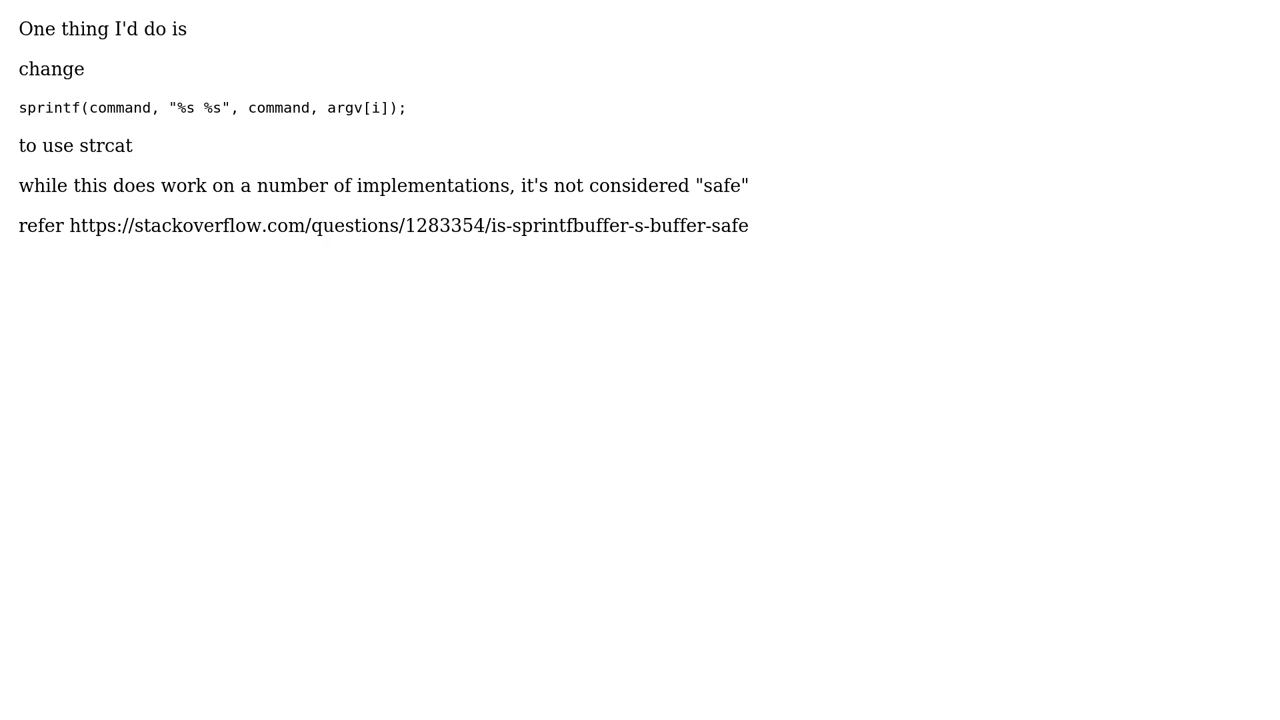 One thing I'd do is
change
sprintf(command, "%s %s", command, argv[i]);
to use strcat
while this does work on a number of implementations, it's not considered "safe"
refer https://stackoverflow.com/questions/1283354/is-sprintfbuffer-s-buffer-safe